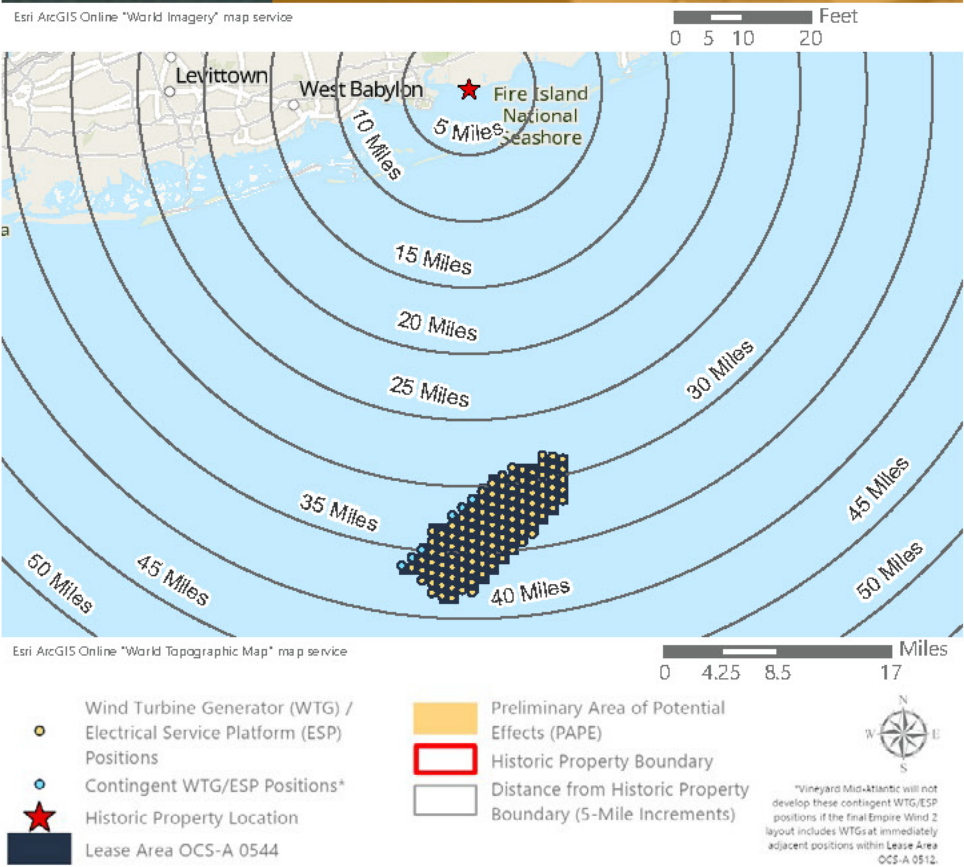 Esri ArcGIS Online "World Imagery" map service
Feet
0 5 10 20
Levittown
West Babylon
Fire Island
National
Seashore
5 Miles
10 Miles
a
15 Miles
20 Miles
25 Miles
30 Miles
35 Miles
40 Miles
45 Miles
45 Miles
50 Miles
50 Miles
Esri ArcGIS Online "World Topographic Map" map service
Miles
0 4.25 8.5 17
Wind Turbine Generator (WTG) /
Electrical Service Platform (ESP)
Positions
Contingent WTG/ESP Positions*
Historic Property Location
Lease Area OCS-A 0544
Preliminary Area of Potential
Effects (PAPE)
Historic Property Boundary
Distance from Historic Property
Boundary (5-Mile Increments)
N
W E
S
*Vineyard Mid-Atlantic will not
develop these contingent WTG/ESP
positions if the final Empire Wind 2
layout includes WTGs at immediately
adjacent positions within Lease Area
OCS-A 0512.